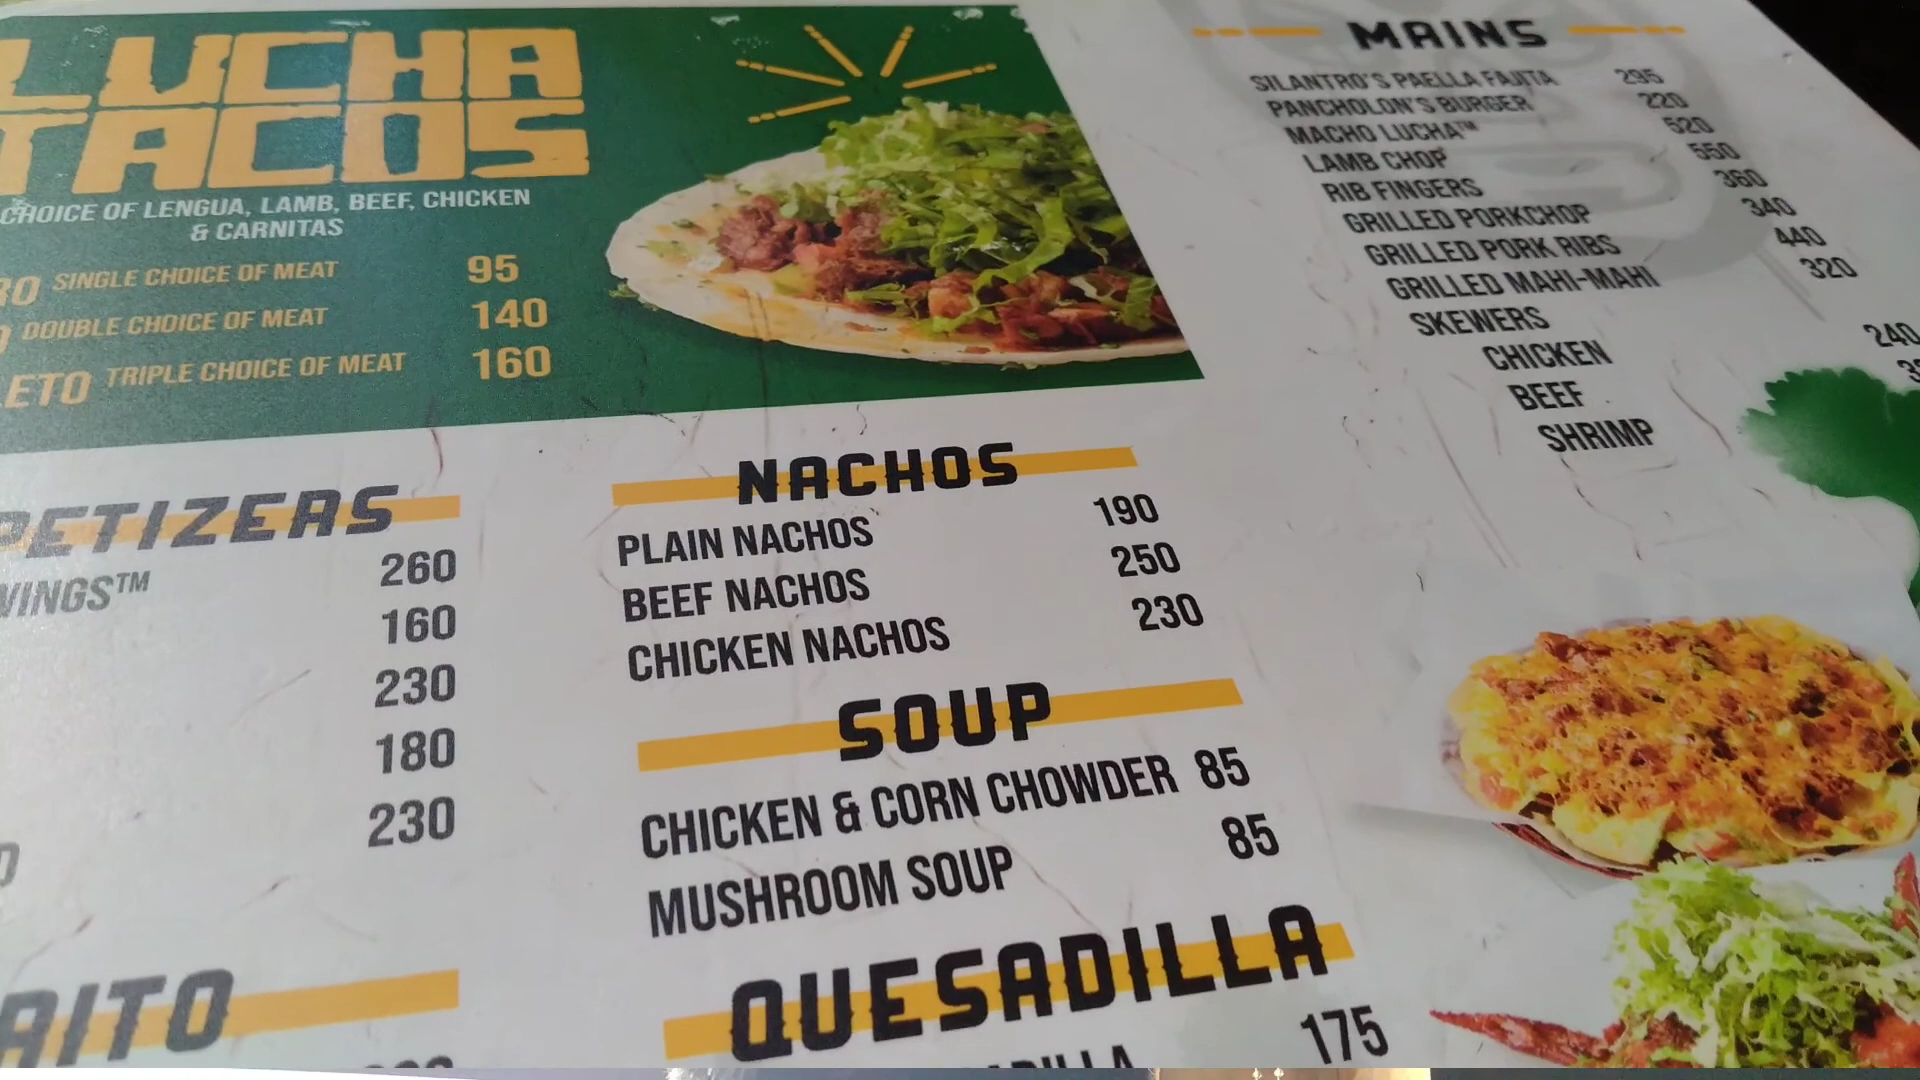 LUCHA
TACOS
CHOICE OF LENGUA, LAMB, BEEF, CHICKEN
& CARNITAS
RO SINGLE CHOICE OF MEAT 95
DOUBLE CHOICE OF MEAT 140
LETO TRIPLE CHOICE OF MEAT 160
PETIZERS
WINGS™ 260
160
230
180
230
RITO
NACHOS
PLAIN NACHOS 190
BEEF NACHOS 250
CHICKEN NACHOS 230
SOUP
CHICKEN & CORN CHOWDER 85
MUSHROOM SOUP 85
QUESADILLA
175
MAINS
SILANTRO'S PAELLA FAJITA 295
PANCHOLON'S BURGER 220
MACHO LUCHA™ 520
LAMB CHOP 550
RIB FINGERS 360
GRILLED PORKCHOP 340
GRILLED PORK RIBS 440
GRILLED MAHI-MAHI 320
SKEWERS
CHICKEN 240
BEEF
SHRIMP